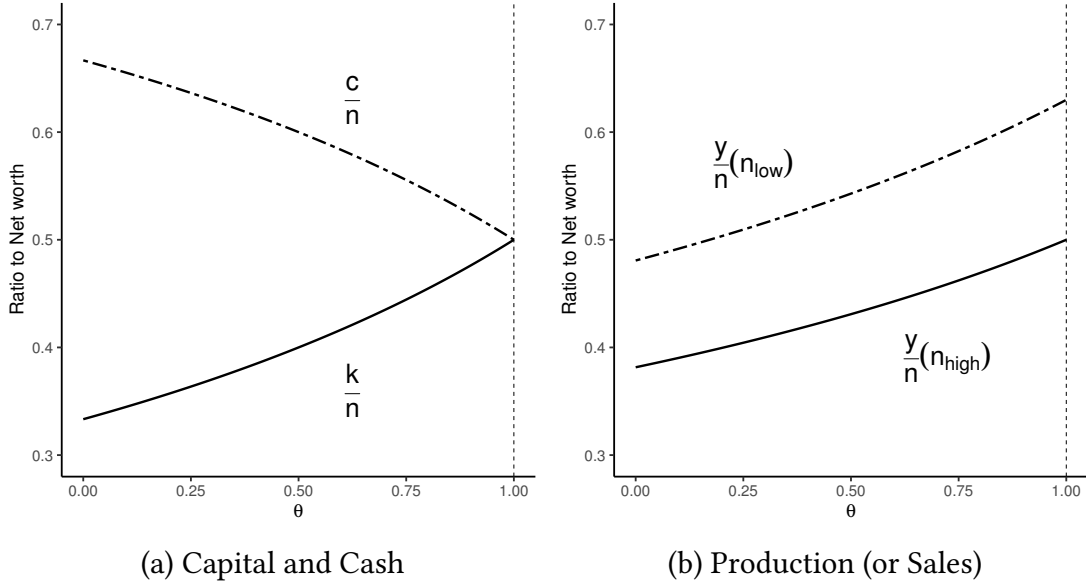 0.7
0.6
0.5
0.4
0.3
Ratio to Net worth
c
n
k
n
0.00 0.25 0.50 0.75 1.00
θ
(a) Capital and Cash
0.7
0.6
0.5
0.4
0.3
Ratio to Net worth
y
n(n_low)
y
n(n_high)
0.00 0.25 0.50 0.75 1.00
θ
(b) Production (or Sales)